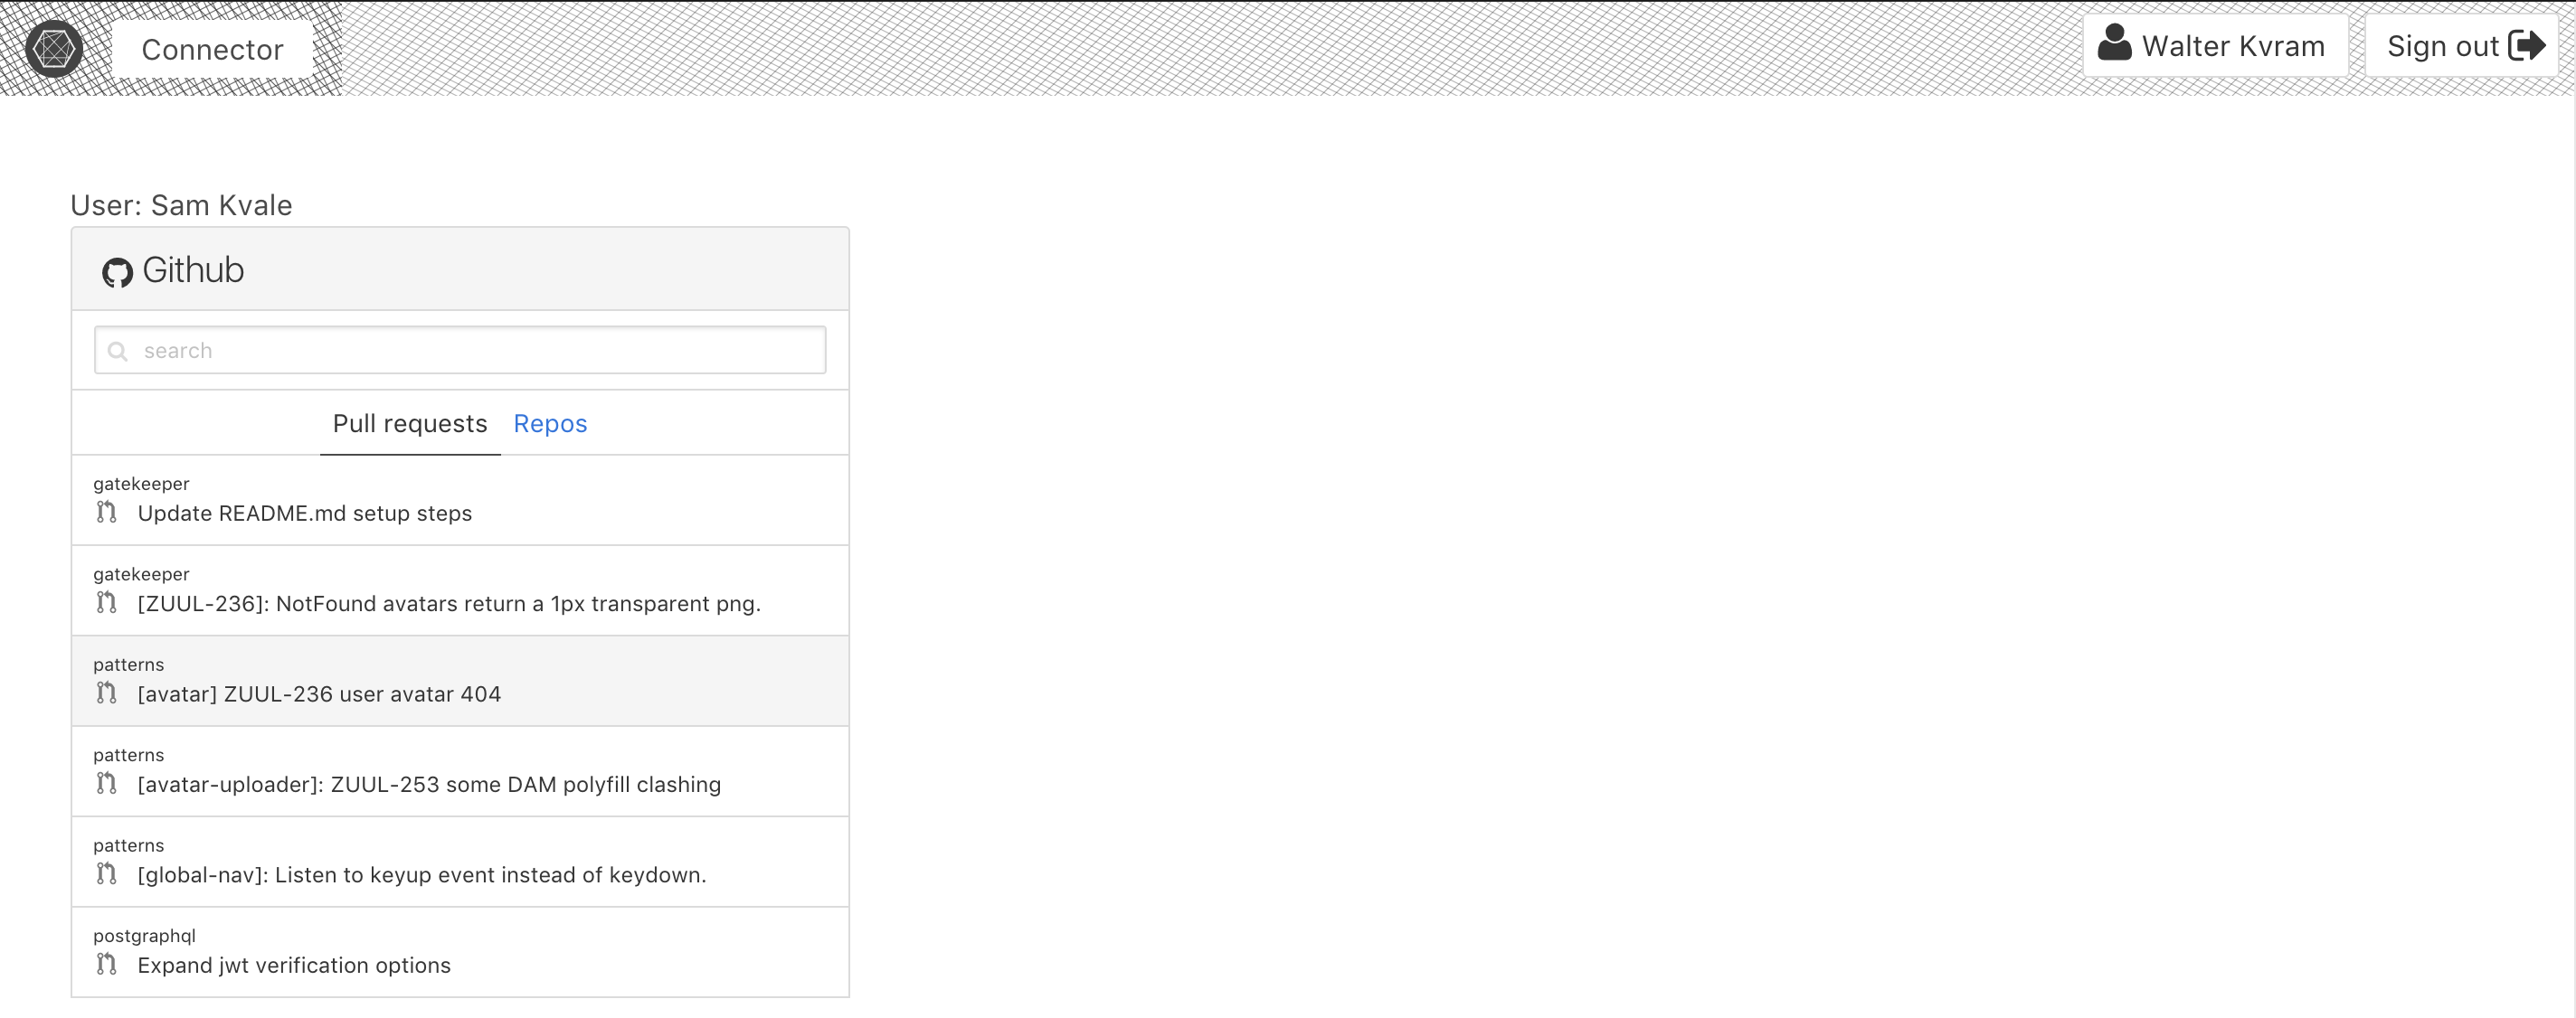 Connector
Walter Kvram
Sign out
User: Sam Kvale
Github
search
Pull requests Repos
gatekeeper
Update README.md setup steps
gatekeeper
[ZUUL-236]: NotFound avatars return a 1px transparent png.
patterns
[avatar] ZUUL-236 user avatar 404
patterns
[avatar-uploader]: ZUUL-253 some DAM polyfill clashing
patterns
[global-nav]: Listen to keyup event instead of keydown.
postgraphql
Expand jwt verification options